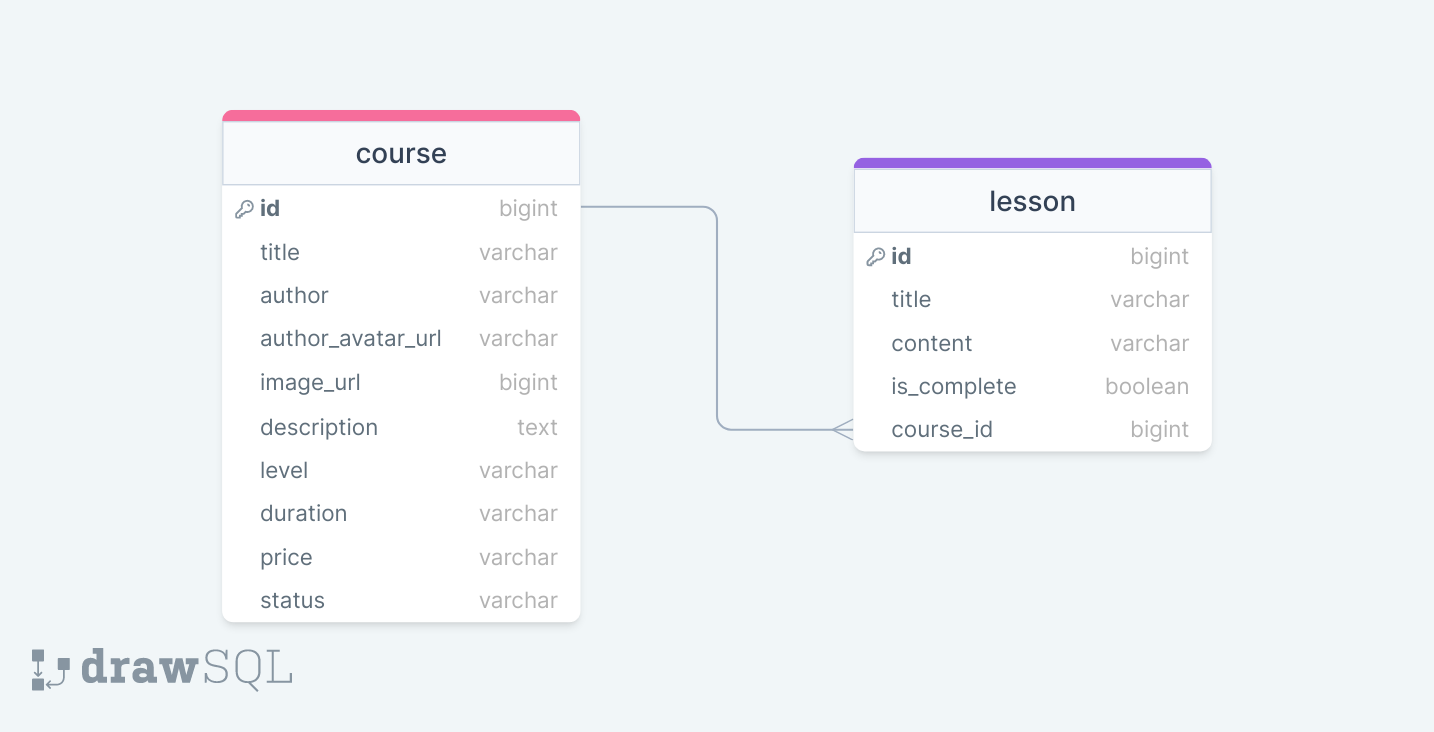 course
id bigint
title varchar
author varchar
author_avatar_url varchar
image_url bigint
description text
level varchar
duration varchar
price varchar
status varchar
lesson
id bigint
title varchar
content varchar
is_complete boolean
course_id bigint
drawSQL